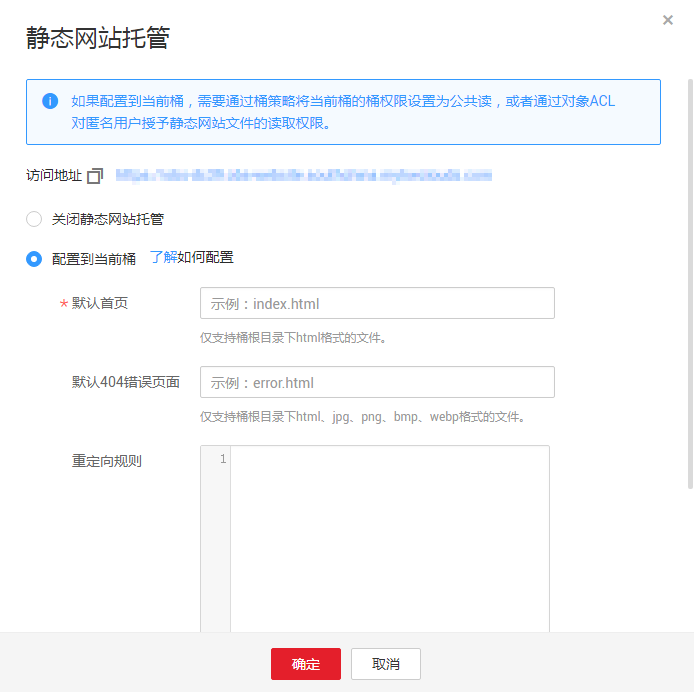 静态网站托管
如果配置到当前桶，需要通过桶策略将当前桶的桶权限设置为公共读，或者通过对象ACL
对匿名用户授予静态网站文件的读取权限。
访问地址
关闭静态网站托管
配置到当前桶 了解如何配置
* 默认首页 示例：index.html
仅支持桶根目录下html格式的文件。
默认404错误页面 示例：error.html
仅支持桶根目录下html、jpg、png、bmp、webp格式的文件。
重定向规则 1
确定 取消